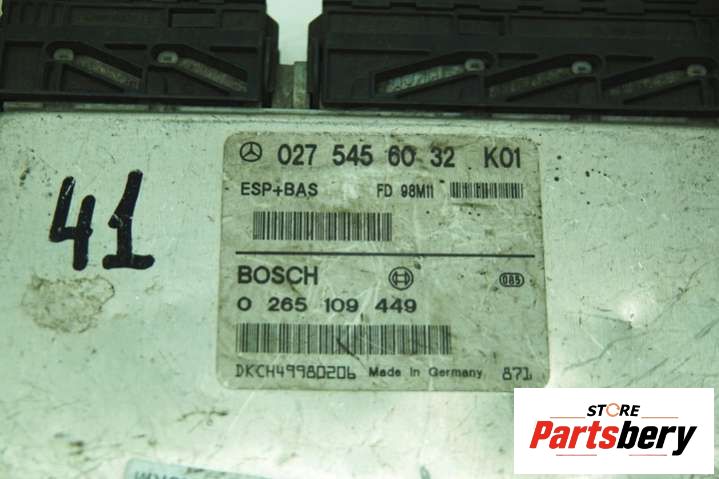 41
027 545 60 32 K01
ESP+BAS FD 98M11
BOSCH 085
0 265 109 449
DKCH49980206 Made in Germany 871
STORE
Partsbery